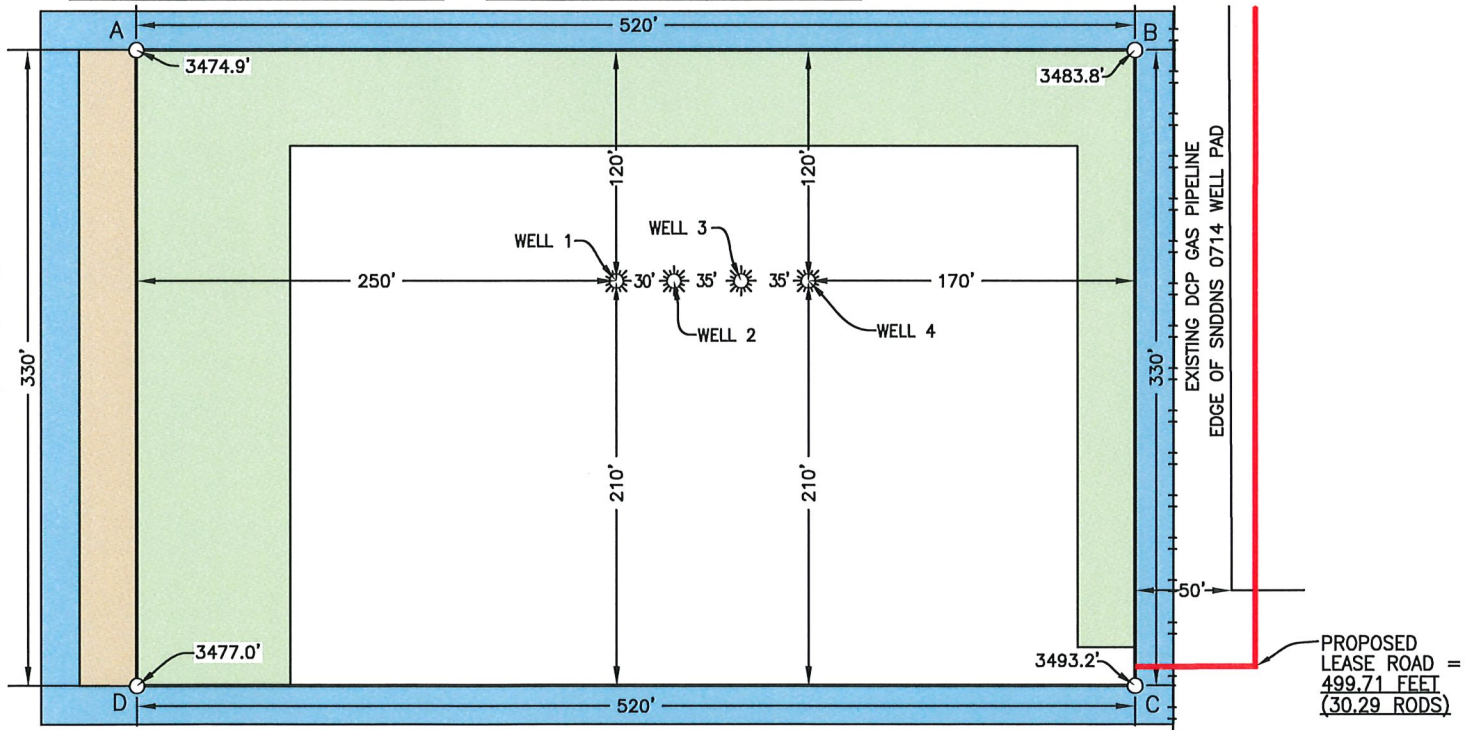 520'
A
B
3474.9'
3483.8'
120'
120'
WELL 1
WELL 3
250'
30'
35'
35'
170'
WELL 2
WELL 4
330'
330'
EXISTING DCP GAS PIPELINE
EDGE OF SNDDNS 0714 WELL PAD
210'
210'
50'
3477.0'
3493.2'
D
C
520'
PROPOSED
LEASE ROAD =
499.71 FEET
(30.29 RODS)